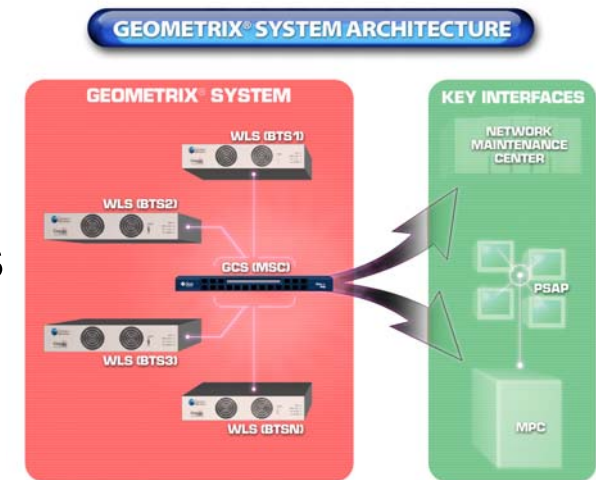 GEOMETRIX® SYSTEM ARCHITECTURE
GEOMETRIX® SYSTEM
WLS (BTS1)
WLS (BTS2)
GCS (MSC)
WLS (BTS3)
WLS (BTSN)
KEY INTERFACES
NETWORK
MAINTENANCE
CENTER
PSAP
MPC